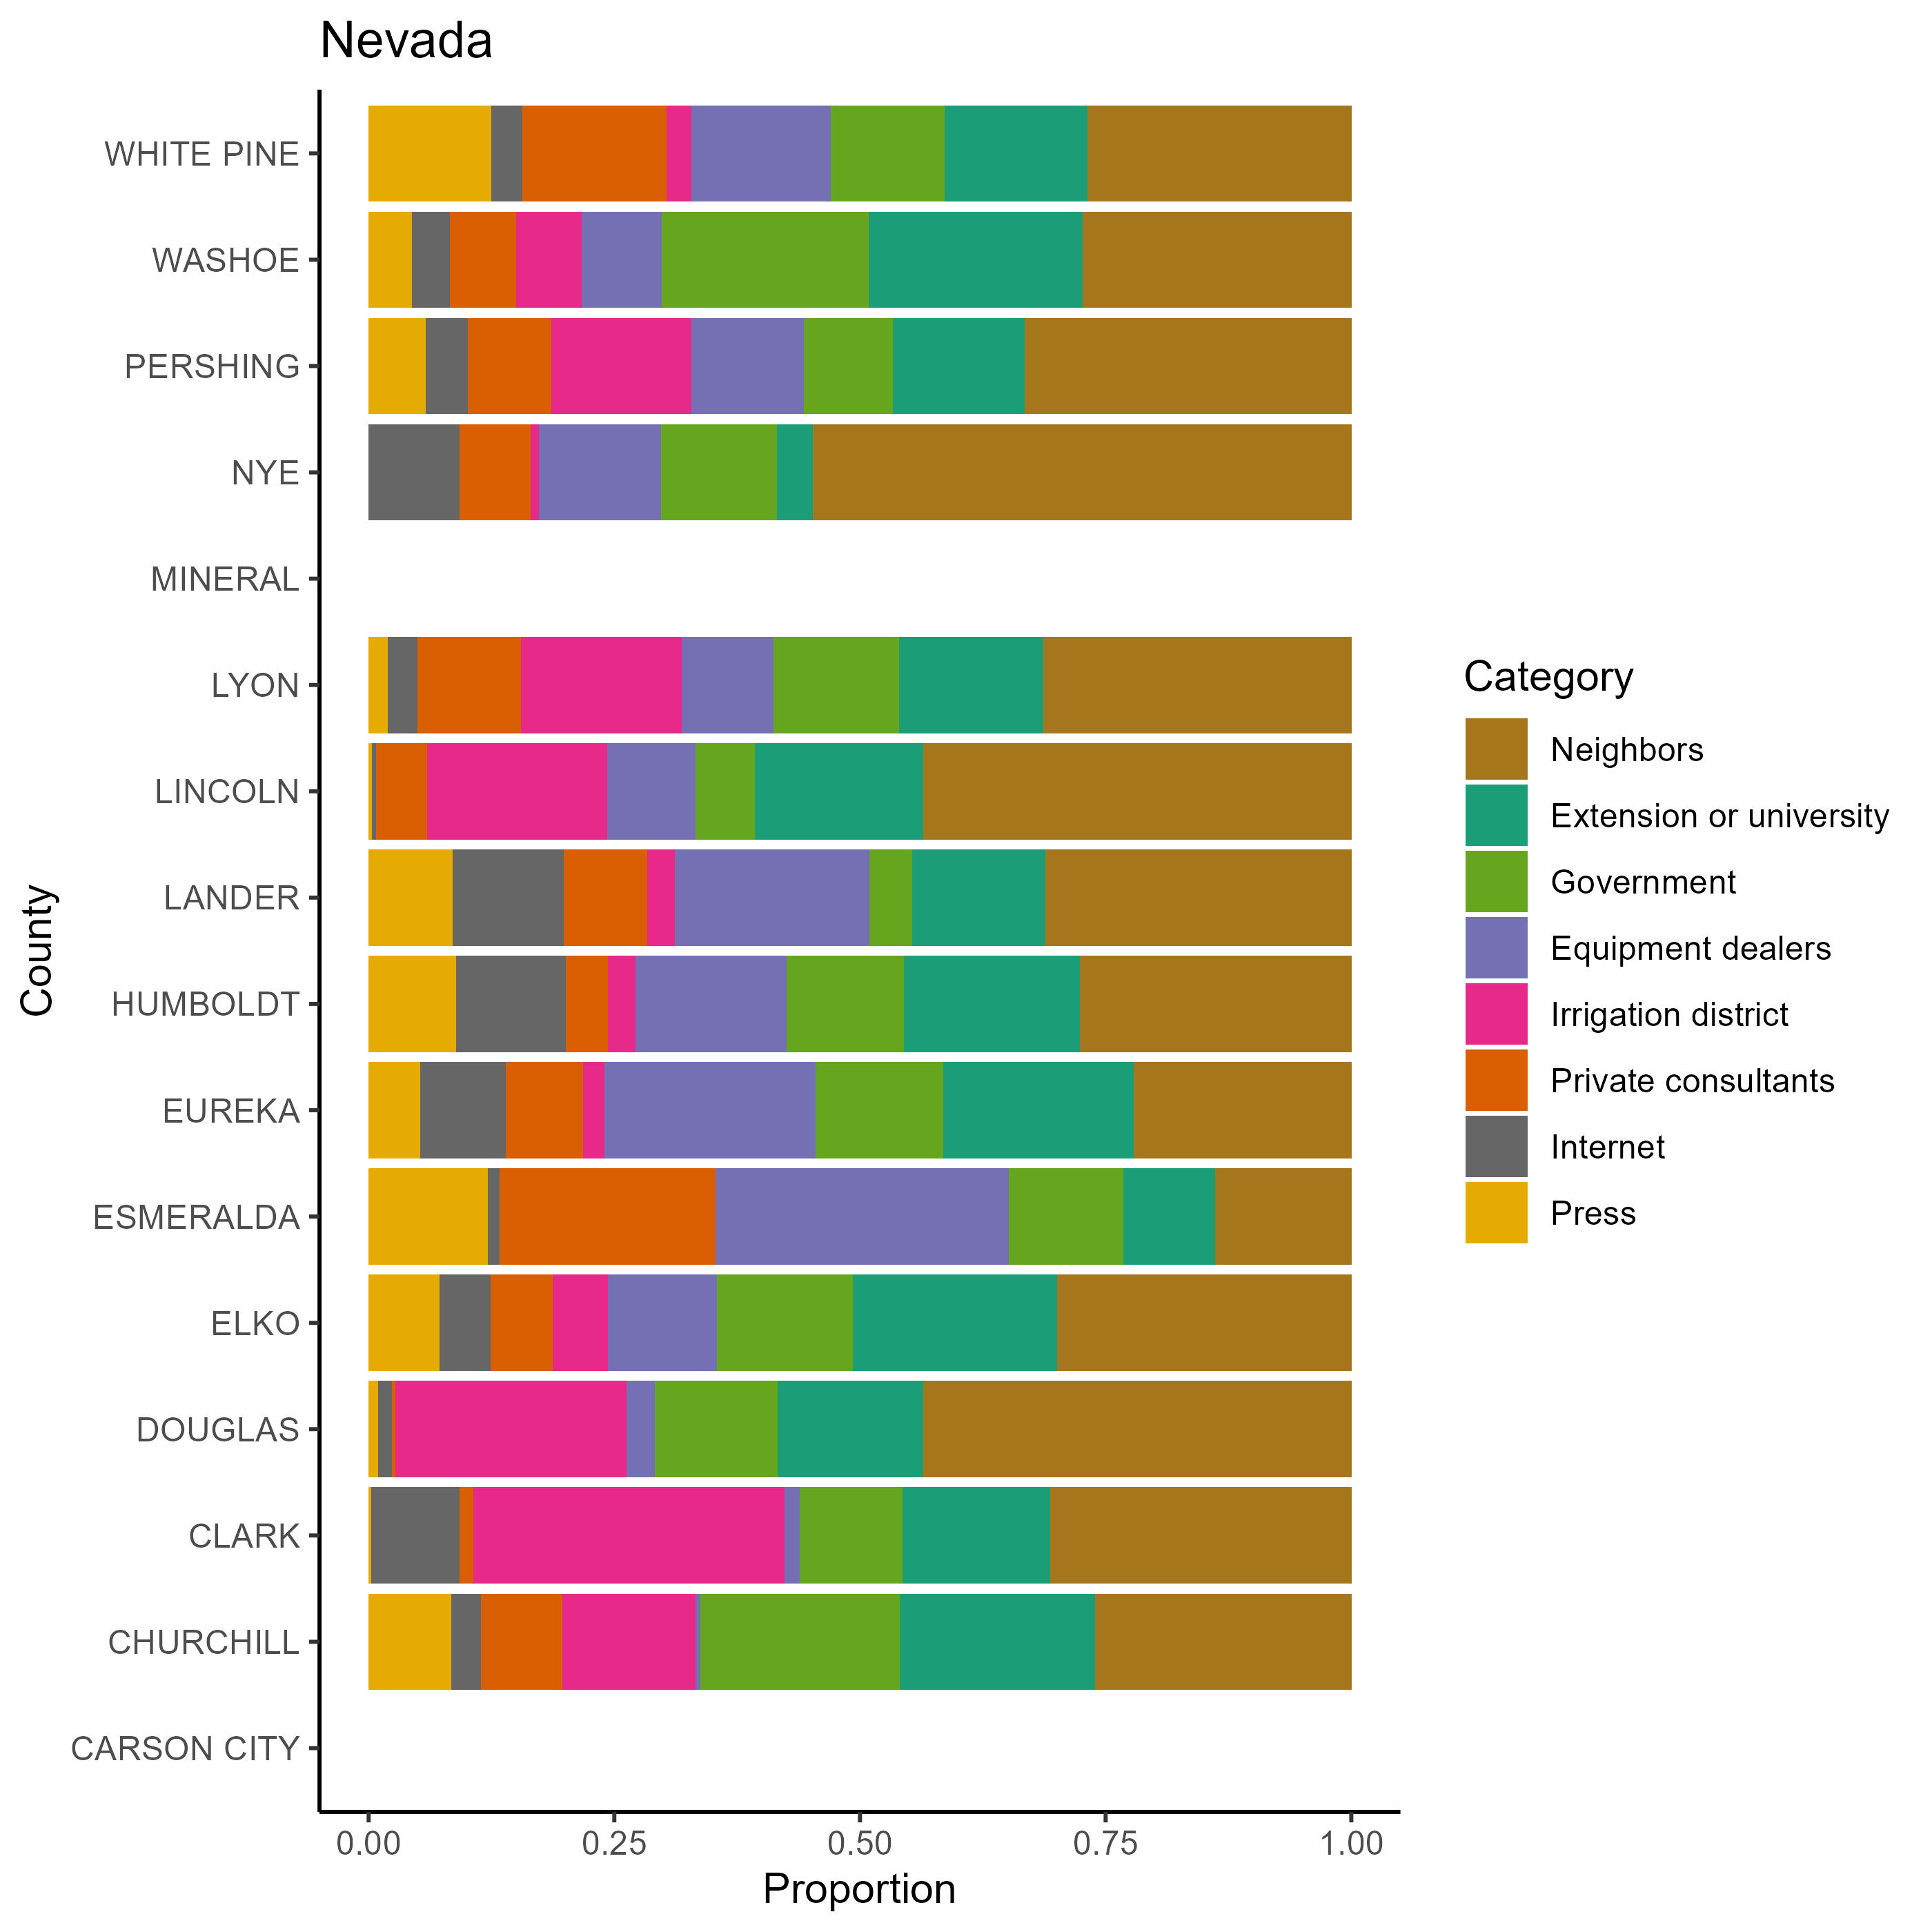 Nevada
WHITE PINE
WASHOE
PERSHING
NYE
MINERAL
LYON
LINCOLN
LANDER
HUMBOLDT
EUREKA
ESMERALDA
ELKO
DOUGLAS
CLARK
CHURCHILL
CARSON CITY
County
0.00 0.25 0.50 0.75 1.00
Proportion
Category
Neighbors
Extension or university
Government
Equipment dealers
Irrigation district
Private consultants
Internet
Press